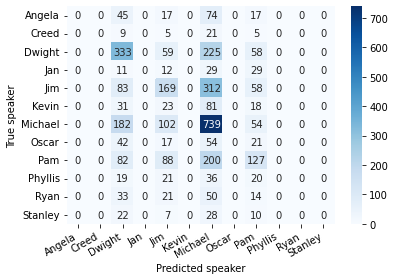 Angela 0 0 45 0 17 0 74 0 17 0 0 0
Creed 0 0 9 0 5 0 21 0 5 0 0 0
Dwight 0 0 333 0 59 0 225 0 58 0 0 0
Jan 0 0 11 0 12 0 29 0 29 0 0 0
Jim 0 0 83 0 169 0 312 0 58 0 0 0
Kevin 0 0 31 0 23 0 81 0 18 0 0 0
Michael 0 0 182 0 102 0 739 0 54 0 0 0
Oscar 0 0 42 0 17 0 54 0 21 0 0 0
Pam 0 0 82 0 88 0 200 0 127 0 0 0
Phyllis 0 0 19 0 21 0 36 0 20 0 0 0
Ryan 0 0 33 0 21 0 50 0 14 0 0 0
Stanley 0 0 22 0 7 0 28 0 10 0 0 0
Angela Creed Dwight Jan Jim Kevin Michael Oscar Pam Phyllis Ryan Stanley
Predicted speaker
True speaker
700
600
500
400
300
200
100
0